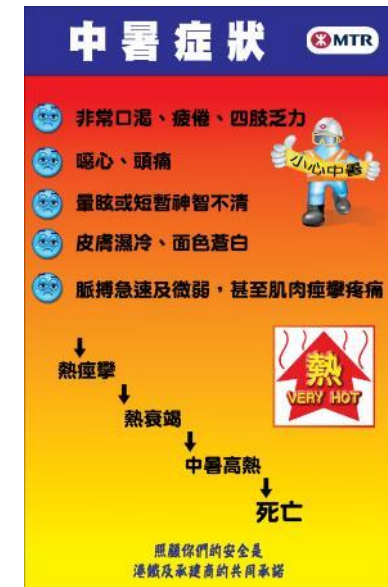 中暑症狀
MTR
非常口渴、疲倦、四肢乏力
噁心、頭痛
小心中暑
暈眩或短暫神智不清
皮膚濕冷、面色蒼白
脈搏急速及微弱,甚至肌肉痙攣疼痛
熱痙攣
熱
VERY HOT
熱衰竭
中暑高熱
死亡
照顧你們的安全是
港鐵及承建商的共同承諾